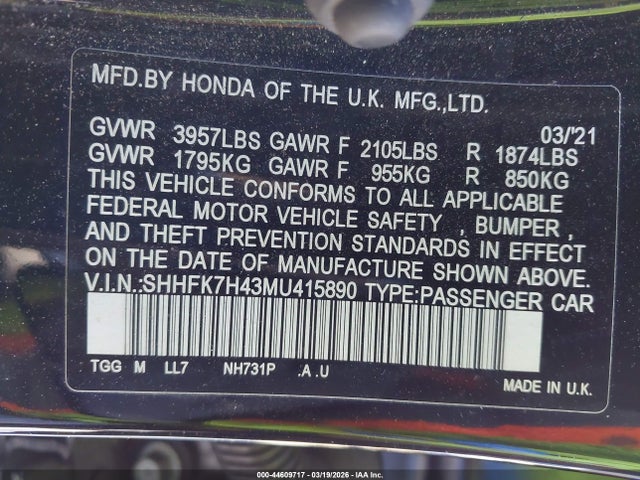 MFD.BY HONDA OF THE U.K. MFG.,LTD.
03/'21
GVWR 3957LBS GAWR F 2105LBS R 1874LBS
GVWR 1795KG GAWR F 955KG R 850KG
THIS VEHICLE CONFORMS TO ALL APPLICABLE
FEDERAL MOTOR VEHICLE SAFETY , BUMPER ,
AND THEFT PREVENTION STANDARDS IN EFFECT
ON THE DATE OF MANUFACTURE SHOWN ABOVE.
V.I.N.:SHHFK7H43MU415890 TYPE:PASSENGER CAR
TGG M LL7 NH731P .A .U
MADE IN U.K.
000-44609717 - 03/19/2026 - IAA Inc.